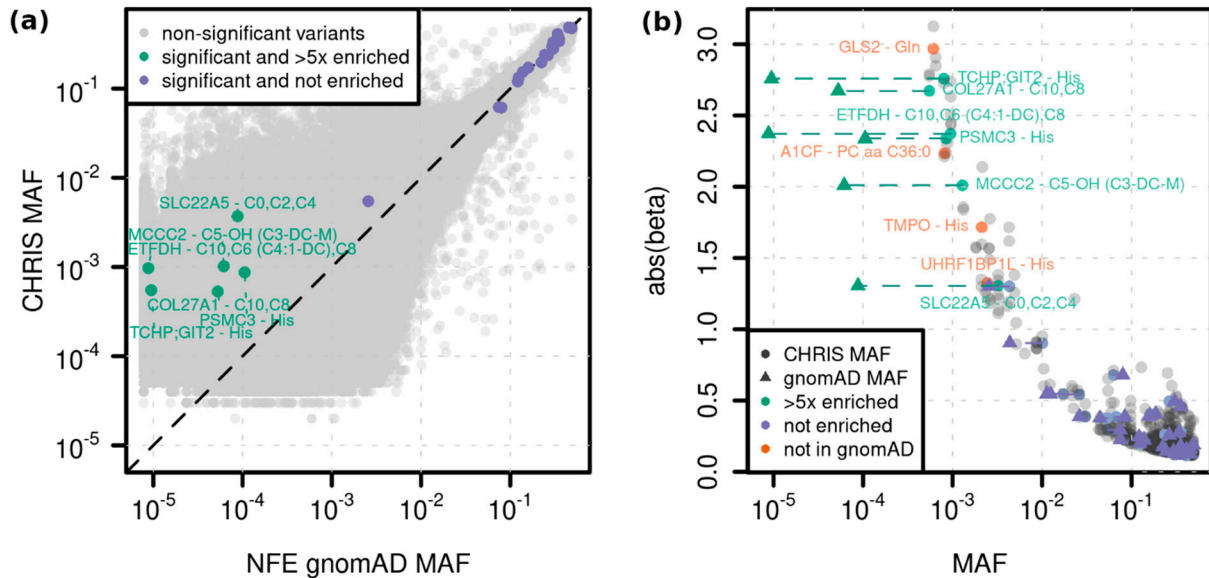 (a)
non-significant variants
significant and >5x enriched
significant and not enriched
CHRIS MAF
10-1
10-2
10-3
10-4
10-5
SLC22A5 - C0,C2,C4
MCCC2 - C5-OH (C3-DC-M)
ETFDH - C10,C6 (C4:1-DC),C8
COL27A1 - C10,C8
PSMC3 - His
TCHP;GIT2 - His
10-5 10-4 10-3 10-2 10-1
NFE gnomAD MAF
(b)
abs(beta)
3.0
2.5
2.0
1.5
1.0
0.5
0.0
GLS2 - Gln
TCHP;GIT2 - His
COL27A1 - C10,C8
ETFDH - C10,C6 (C4:1-DC),C8
PSMC3 - His
A1CF - PC aa C36:0
MCCC2 - C5-OH (C3-DC-M)
TMPO - His
UHRF1BP1L - His
SLC22A5 - C0,C2,C4
CHRIS MAF
gnomAD MAF
>5x enriched
not enriched
not in gnomAD
10-5 10-4 10-3 10-2 10-1
MAF